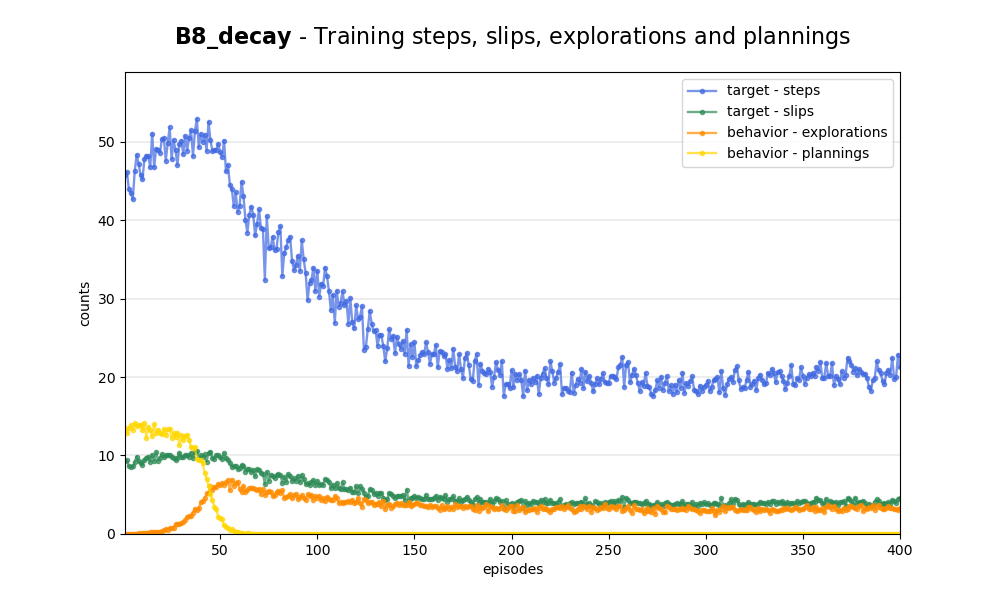 B8_decay - Training steps, slips, explorations and plannings
target - steps
target - slips
behavior - explorations
behavior - plannings
counts
50
40
30
20
10
0
50
100
150
200
250
300
350
400
episodes